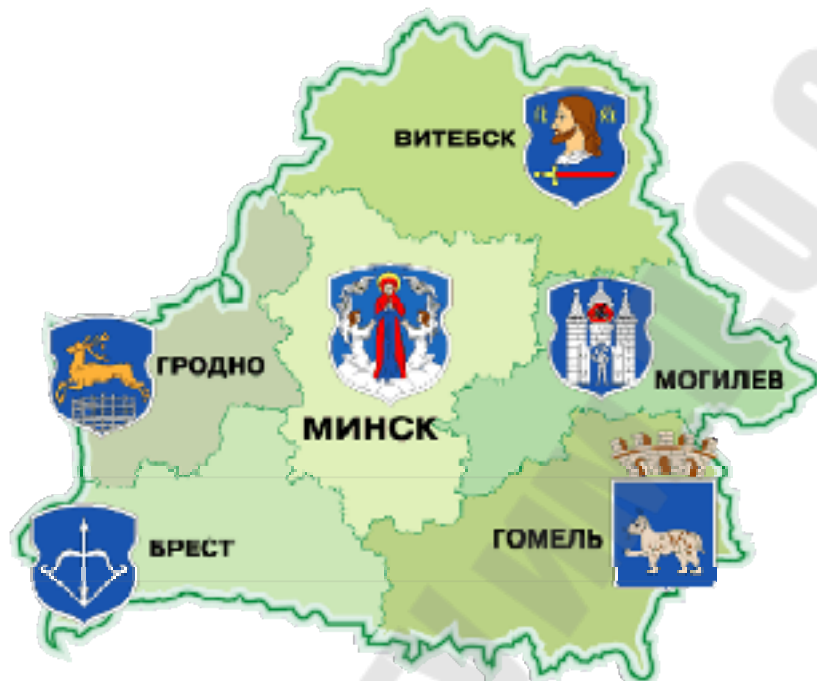 ВИТЕБСК
ГРОДНО
МОГИЛЕВ
МИНСК
БРЕСТ
ГОМЕЛЬ